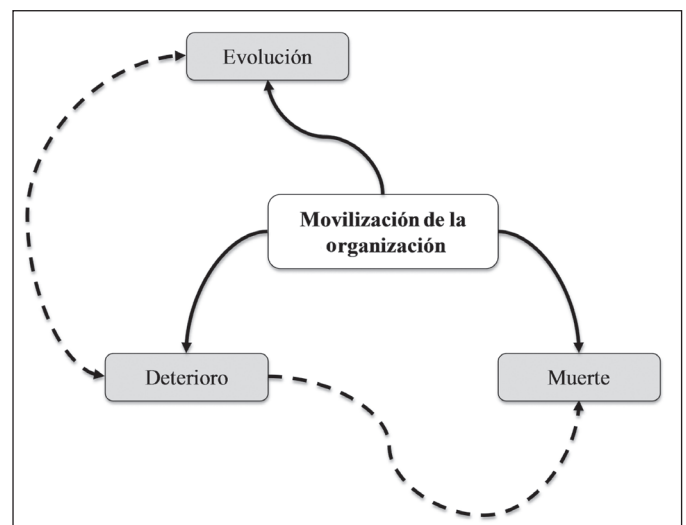 Evolución
Movilización de la
organización
Deterioro
Muerte